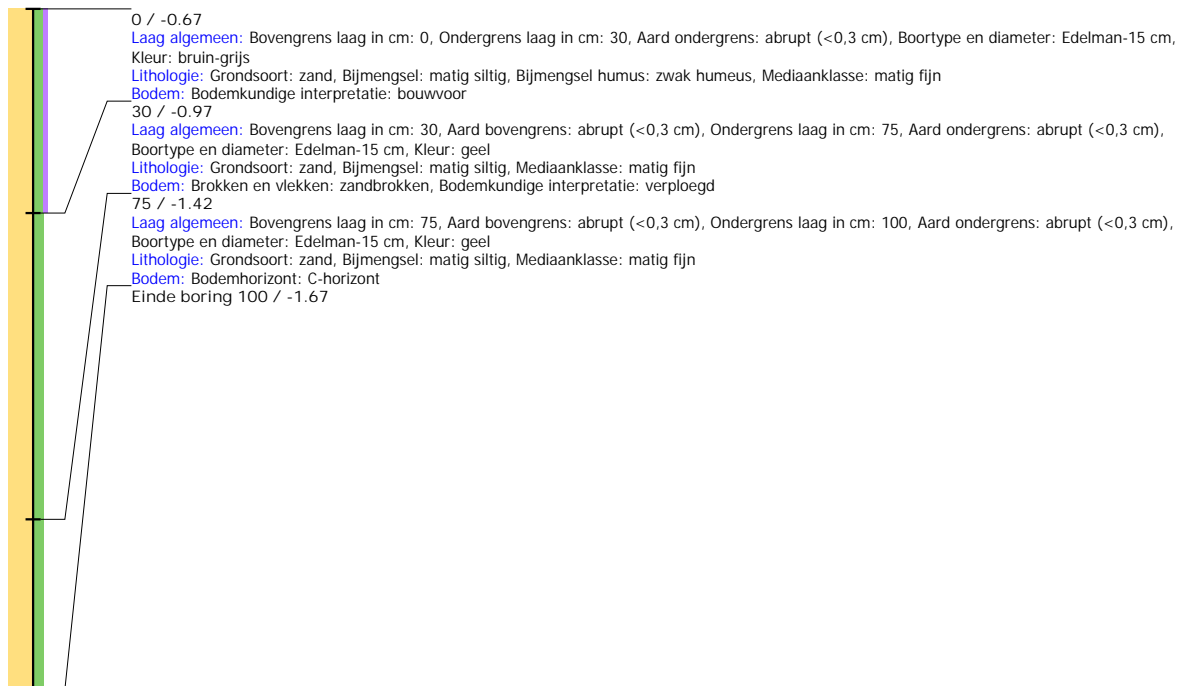 0 / -0.67
Laag algemeen: Bovengrens laag in cm: 0, Ondergrens laag in cm: 30, Aard ondergrens: abrupt (<0,3 cm), Boortype en diameter: Edelman-15 cm,
Kleur: bruin-grijs
Lithologie: Grondsoort: zand, Bijmengsel: matig siltig, Bijmengsel humus: zwak humeus, Mediaanklasse: matig fijn
Bodem: Bodemkundige interpretatie: bouwvoor
30 / -0.97
Laag algemeen: Bovengrens laag in cm: 30, Aard bovengrens: abrupt (<0,3 cm), Ondergrens laag in cm: 75, Aard ondergrens: abrupt (<0,3 cm),
Boortype en diameter: Edelman-15 cm, Kleur: geel
Lithologie: Grondsoort: zand, Bijmengsel: matig siltig, Mediaanklasse: matig fijn
Bodem: Brokken en vlekken: zandbrokken, Bodemkundige interpretatie: verploegd
75 / -1.42
Laag algemeen: Bovengrens laag in cm: 75, Aard bovengrens: abrupt (<0,3 cm), Ondergrens laag in cm: 100, Aard ondergrens: abrupt (<0,3 cm),
Boortype en diameter: Edelman-15 cm, Kleur: geel
Lithologie: Grondsoort: zand, Bijmengsel: matig siltig, Mediaanklasse: matig fijn
Bodem: Bodemhorizont: C-horizont
Einde boring 100 / -1.67